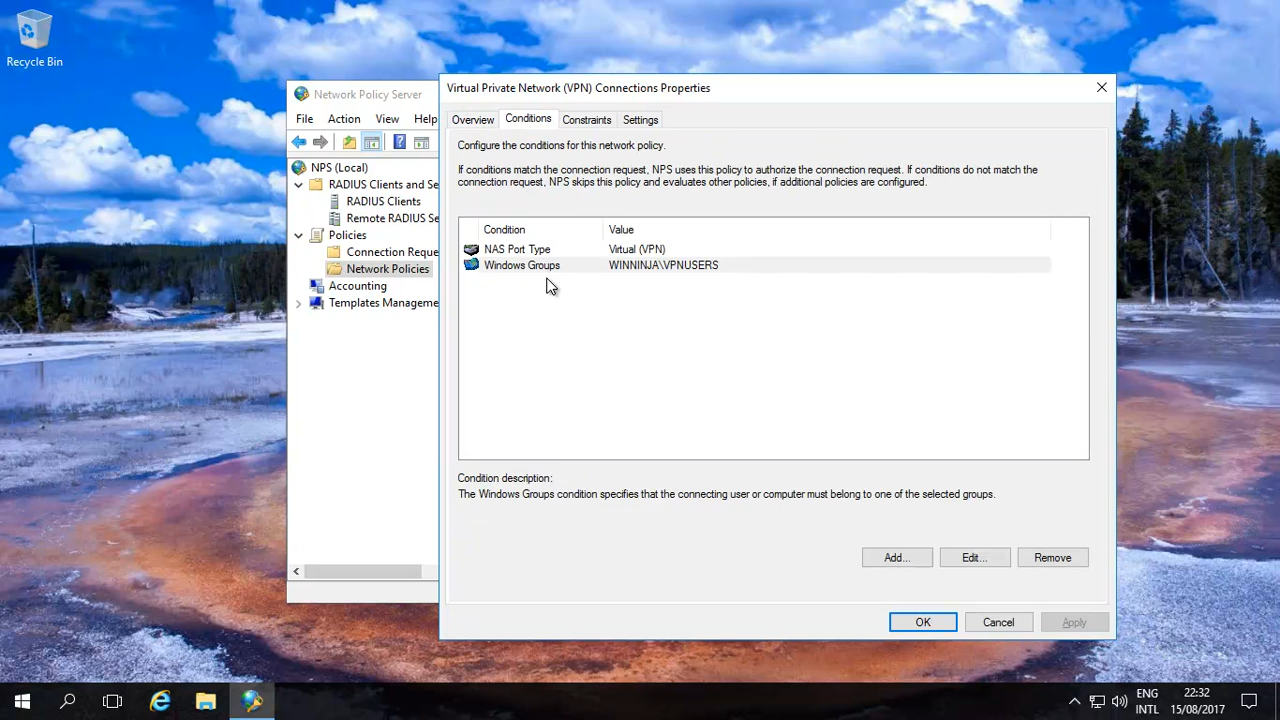 Recycle Bin
Network Policy Server
File Action View Help
NPS (Local)
RADIUS Clients and Se
RADIUS Clients
Remote RADIUS Se
Policies
Connection Reque
Network Policies
Accounting
Templates Manageme
Virtual Private Network (VPN) Connections Properties
Overview Conditions Constraints Settings
Configure the conditions for this network policy.
If conditions match the connection request, NPS uses this policy to authorize the connection request. If conditions do not match the
connection request, NPS skips this policy and evaluates other policies, if additional policies are configured.
Condition Value
NAS Port Type Virtual (VPN)
Windows Groups WINNINJA\VPNUSERS
Condition description:
The Windows Groups condition specifies that the connecting user or computer must belong to one of the selected groups.
Add... Edit... Remove
OK Cancel Apply
ENG 22:32
INTL 15/08/2017